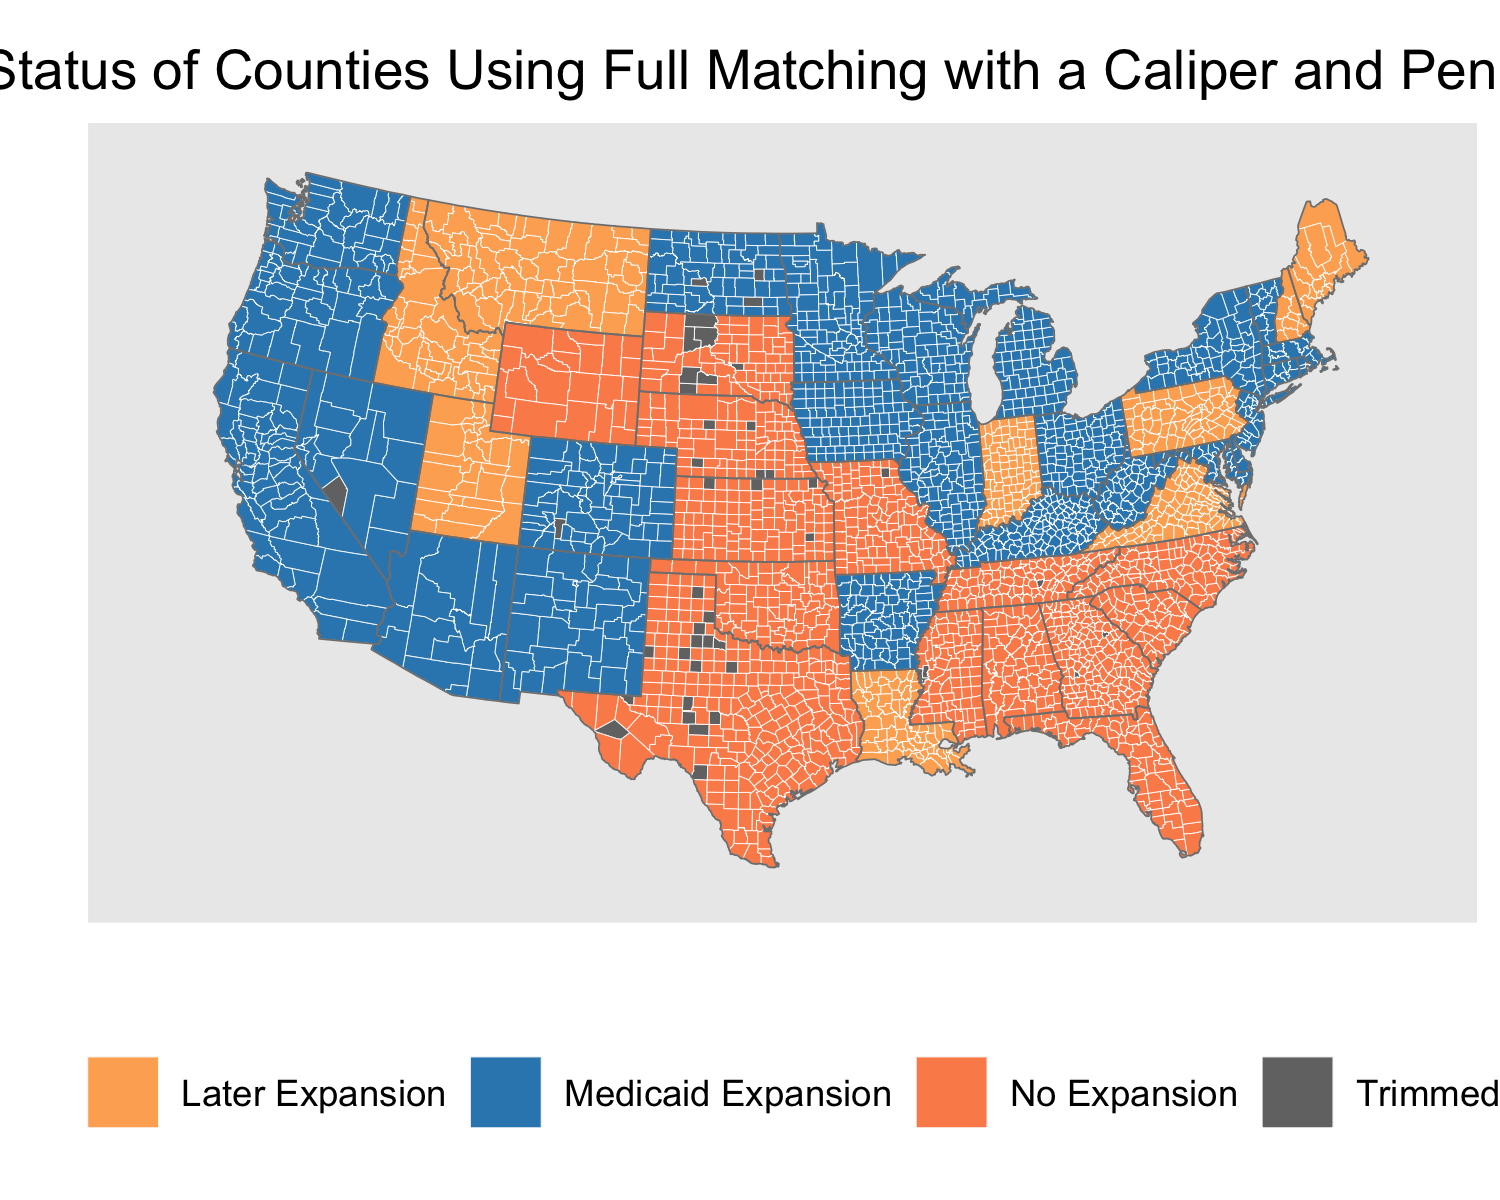 Status of Counties Using Full Matching with a Caliper and Pen
Later Expansion
Medicaid Expansion
No Expansion
Trimmed